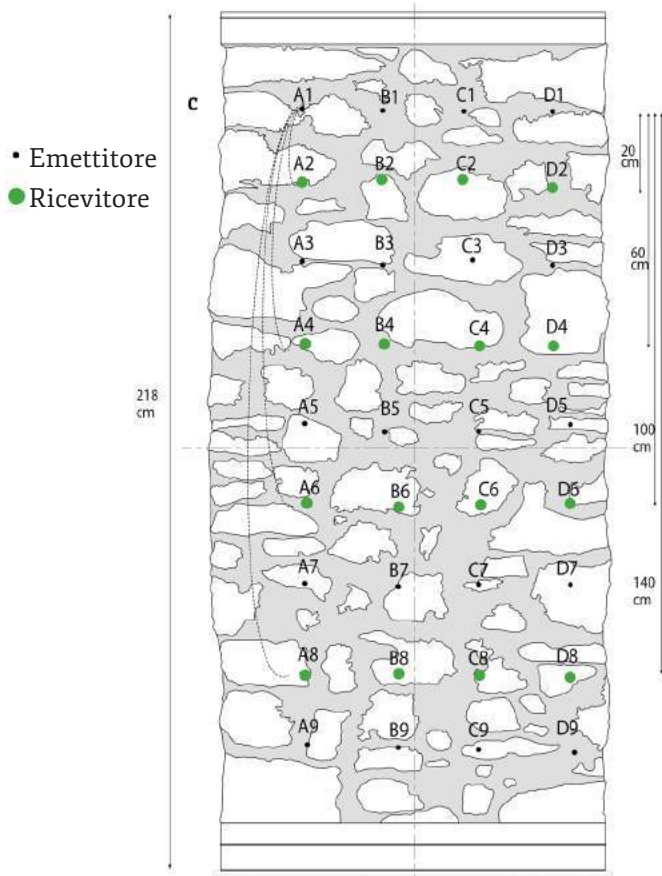 c
Emettitore
Ricevitore
A1 B1 C1 D1
20
cm
A2 B2 C2 D2
A3 B3 C3 D3
60
cm
A4 B4 C4 D4
218
cm
A5 B5 C5 D5
100
cm
A6 B6 C6 D6
A7 B7 C7 D7
140
cm
A8 B8 C8 D8
A9 B9 C9 D9